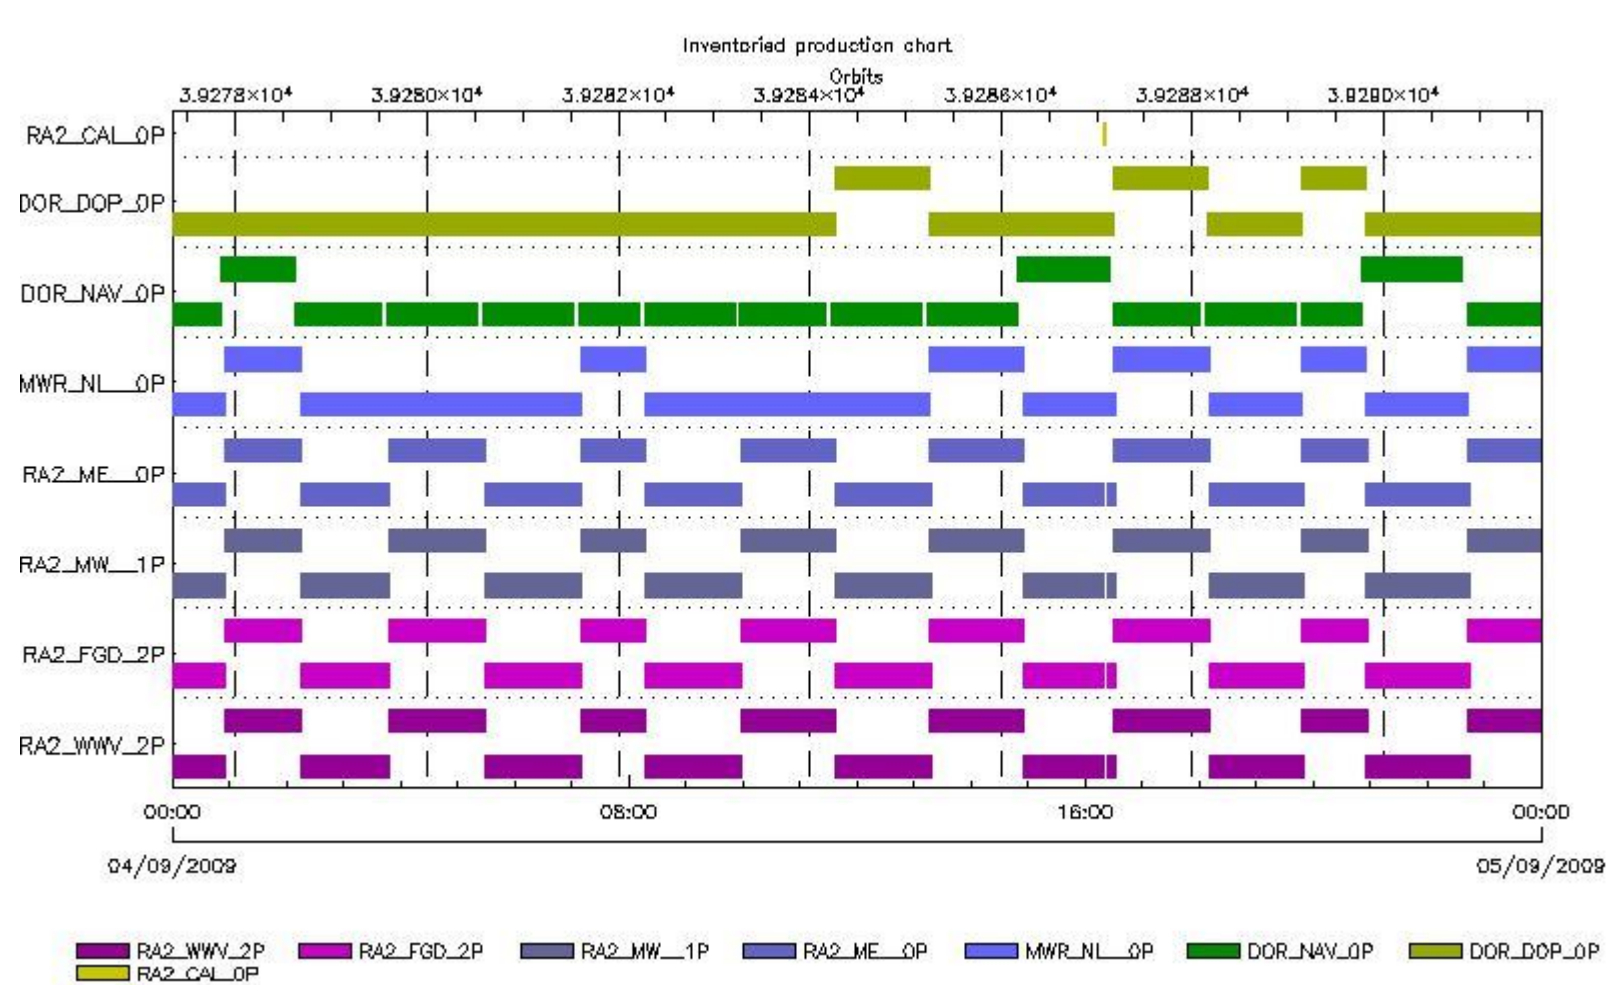 Inventoried production chart
Orbits
3.9278×10⁴ 3.9280×10⁴ 3.9282×10⁴ 3.9284×10⁴ 3.9286×10⁴ 3.9288×10⁴ 3.9290×10⁴
RA2_CAL_0P
DOR_DOP_0P
DOR_NAV_0P
MWR_NL__0P
RA2_ME__0P
RA2_MW__1P
RA2_FGD_2P
RA2_WWV_2P
00:00 08:00 16:00 00:00
04/09/2009 05/09/2009
RA2_WWV_2P RA2_FGD_2P RA2_MW__1P RA2_ME__0P MWR_NL__0P DOR_NAV_0P DOR_DOP_0P
RA2_CAL_0P